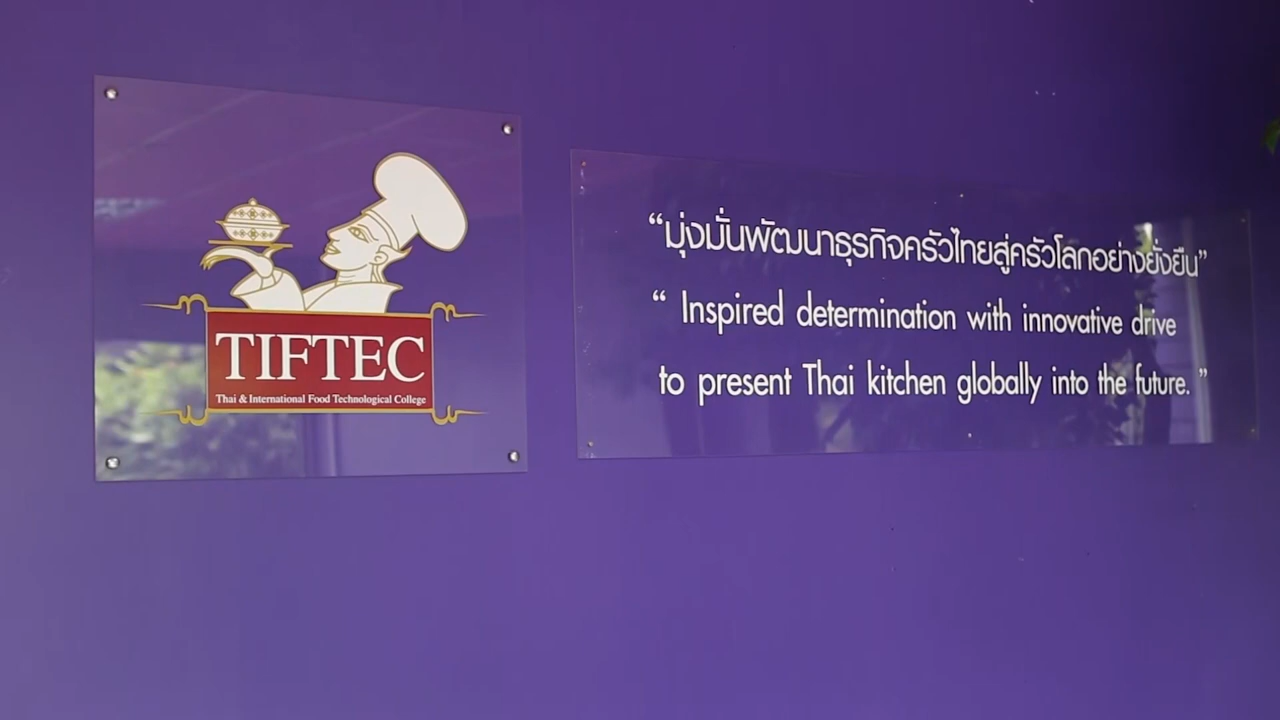 TIFTEC
Thai & International Food Technological College
“มุ่งมั่นพัฒนาธุรกิจครัวไทยสู่ครัวโลกอย่างยั่งยืน”
“ Inspired determination with innovative drive
to present Thai kitchen globally into the future. ”